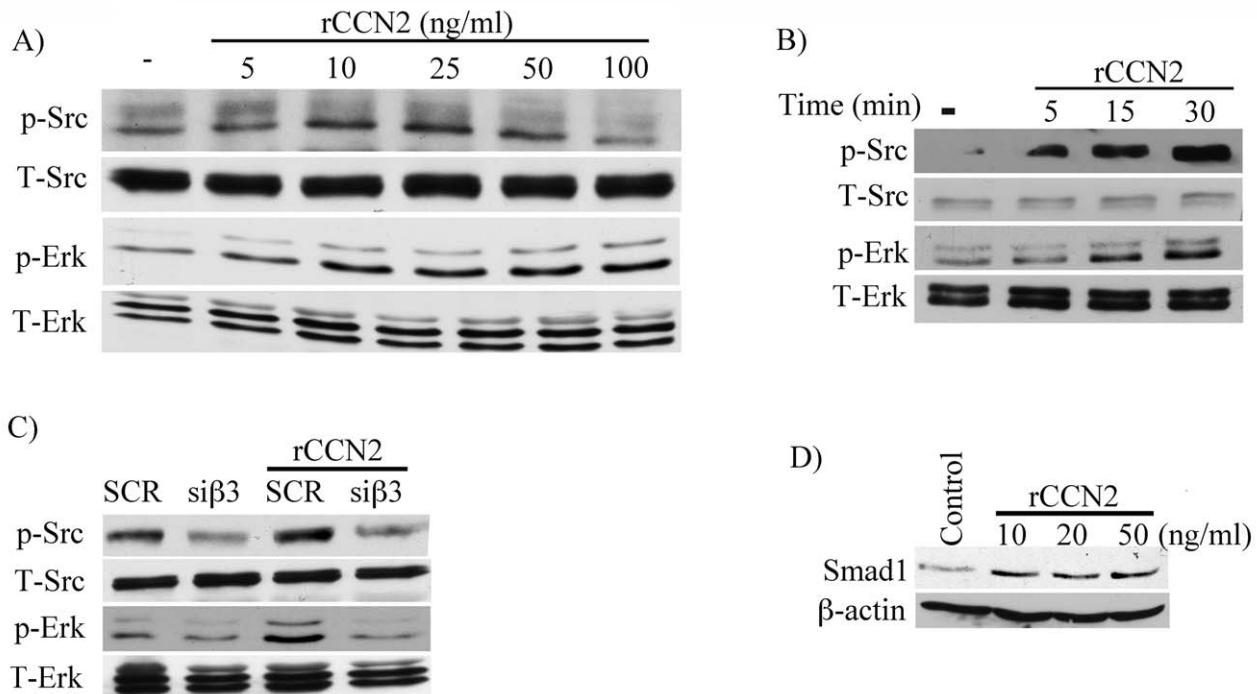 A)
rCCN2 (ng/ml)
- 5 10 25 50 100
p-Src
T-Src
p-Erk
T-Erk
B)
rCCN2
Time (min) - 5 15 30
p-Src
T-Src
p-Erk
T-Erk
C)
rCCN2
SCR siβ3 SCR siβ3
p-Src
T-Src
p-Erk
T-Erk
D)
Control
rCCN2
10 20 50 (ng/ml)
Smad1
β-actin